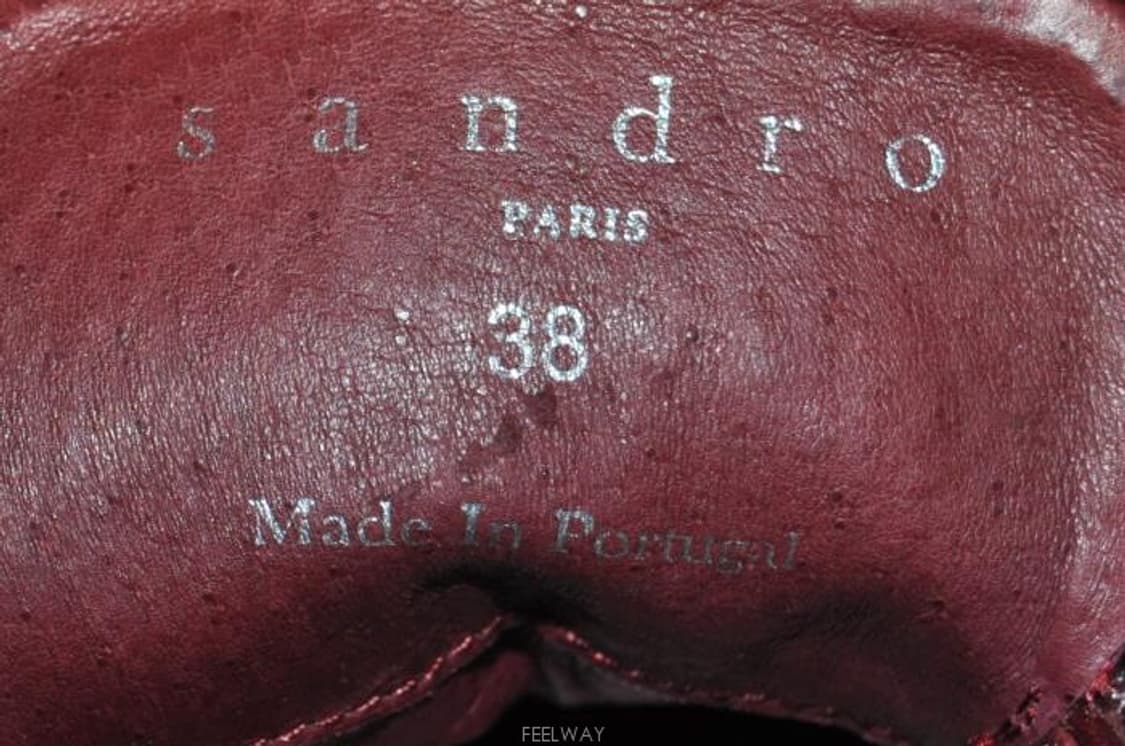 sandro
PARIS
38
Made In Portugal
FEELWAY